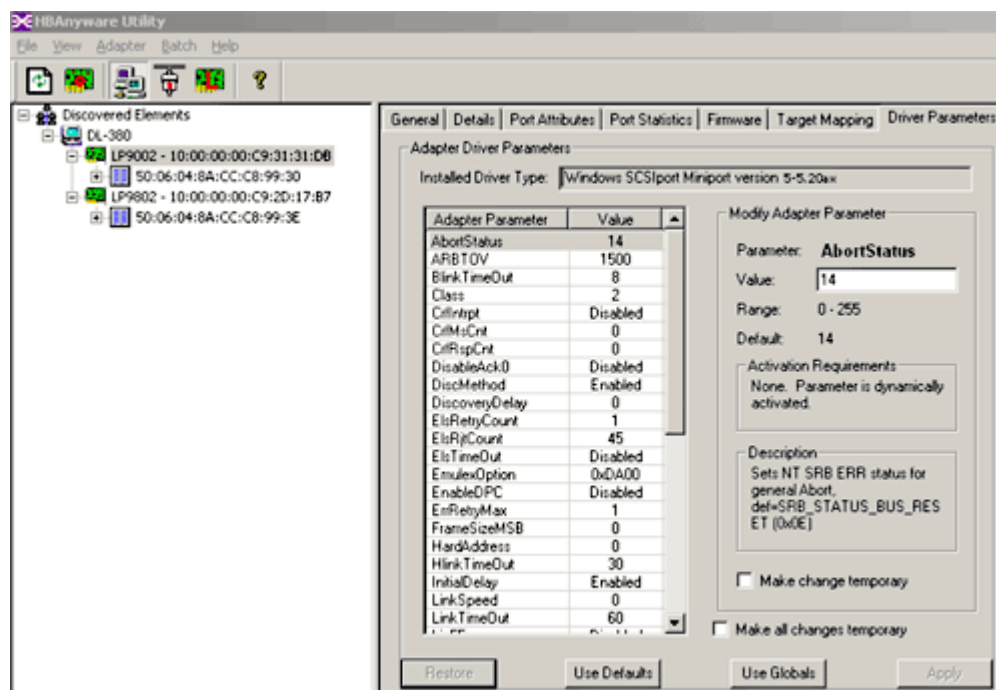 HBAnyware Utility
File View Adapter Batch Help
Discovered Elements
DL-380
LP9002 - 10:00:00:00:C9:31:31:DB
50:06:04:8A:CC:C8:99:30
LP9802 - 10:00:00:00:C9:2D:17:B7
50:06:04:8A:CC:C8:99:3E
General Details Port Attributes Port Statistics Firmware Target Mapping Driver Parameters
Adapter Driver Parameters
Installed Driver Type: Windows SCSIport Miniport version 5-5.20
Adapter Parameter Value
AbortStatus 14
ARBTOV 1500
BlinkTimeOut 8
Class 2
CrfIntrpt Disabled
CrfMsCnt 0
CrfRspCnt 0
DisableAck0 Disabled
DiscMethod Enabled
DiscoveryDelay 0
ElsRetryCount 1
ElsRjtCount 45
ElsTimeOut Disabled
EmulexOption 0xDA00
EnableDPC Disabled
ErrRetryMax 1
FrameSizeMSB 0
HardAddress 0
HlinkTimeOut 30
InitialDelay Enabled
LinkSpeed 0
LinkTimeOut 60
Modify Adapter Parameter
Parameter: AbortStatus
Value: 14
Range: 0 - 255
Default: 14
Activation Requirements
None. Parameter is dynamically
activated.
Description
Sets NT SRB ERR status for
general Abort,
def=SRB_STATUS_BUS_RES
ET (0x0E)
Make change temporary
Make all changes temporary
Restore Use Defaults Use Globals Apply